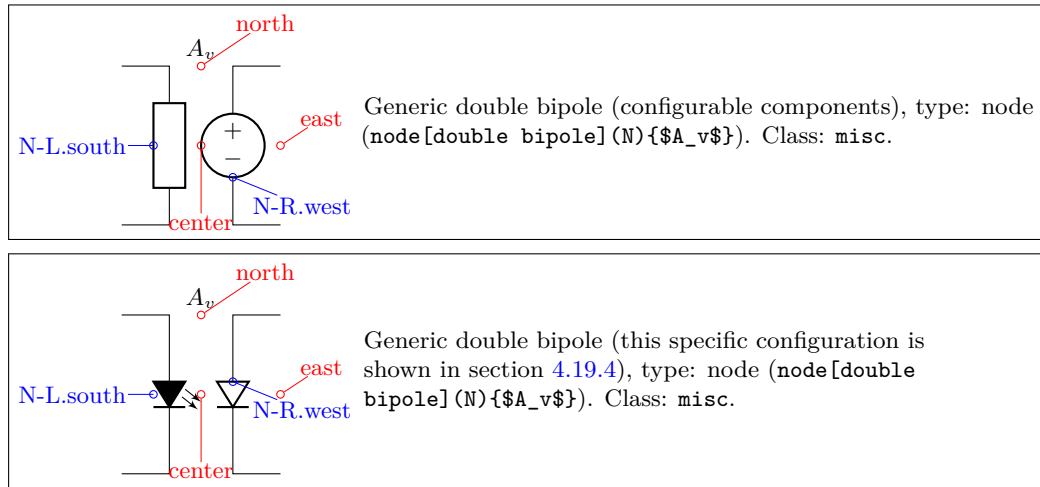 north
A_v
east
N-L.south
+
−
N-R.west
center
Generic double bipole (configurable components), type: node
(node[double bipole](N){$A_v$}). Class: misc.
north
A_v
east
N-L.south
N-R.west
center
Generic double bipole (this specific configuration is
shown in section 4.19.4), type: node (node[double
bipole](N){$A_v$}). Class: misc.